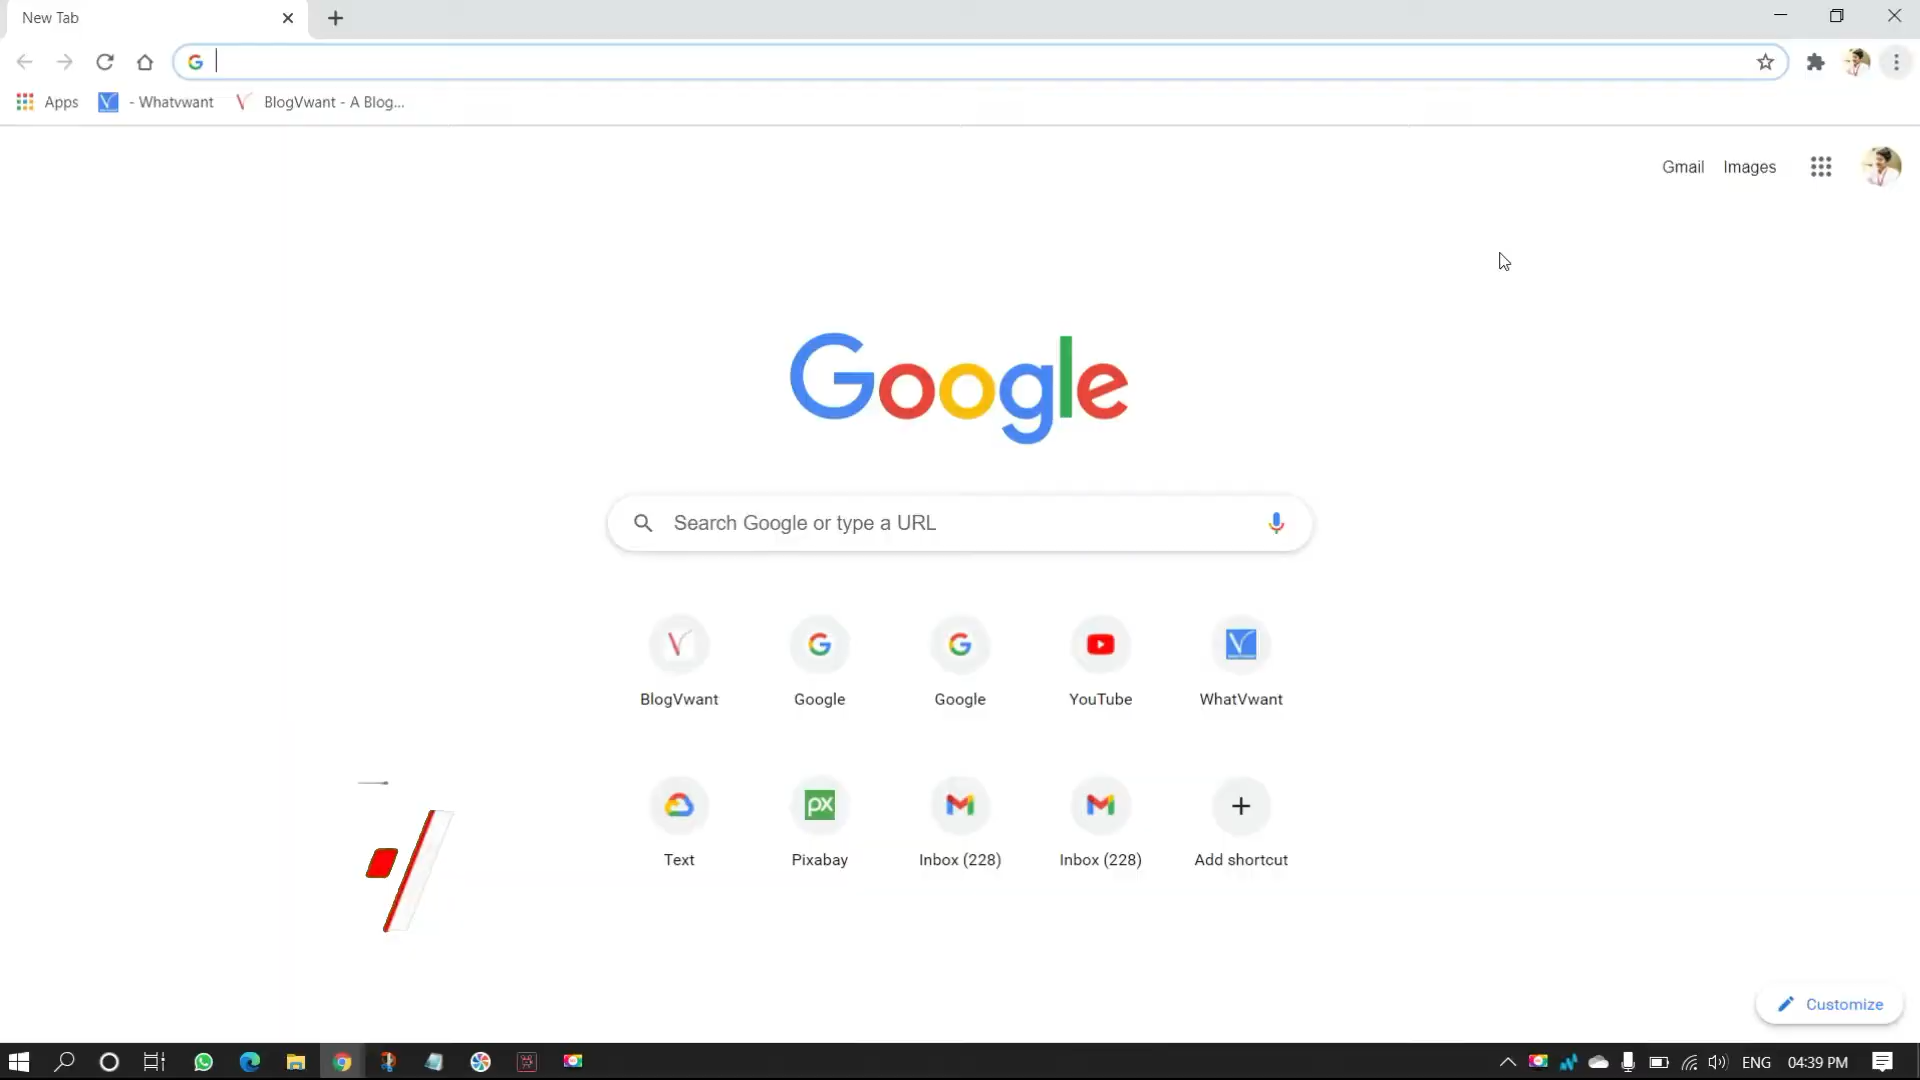 New Tab
Apps - Whatvwant BlogVwant - A Blog...
Gmail Images
Google
Search Google or type a URL
BlogVwant Google Google YouTube WhatVwant
px
Text Pixabay Inbox (228) Inbox (228) Add shortcut
Customize
ENG 04:39 PM